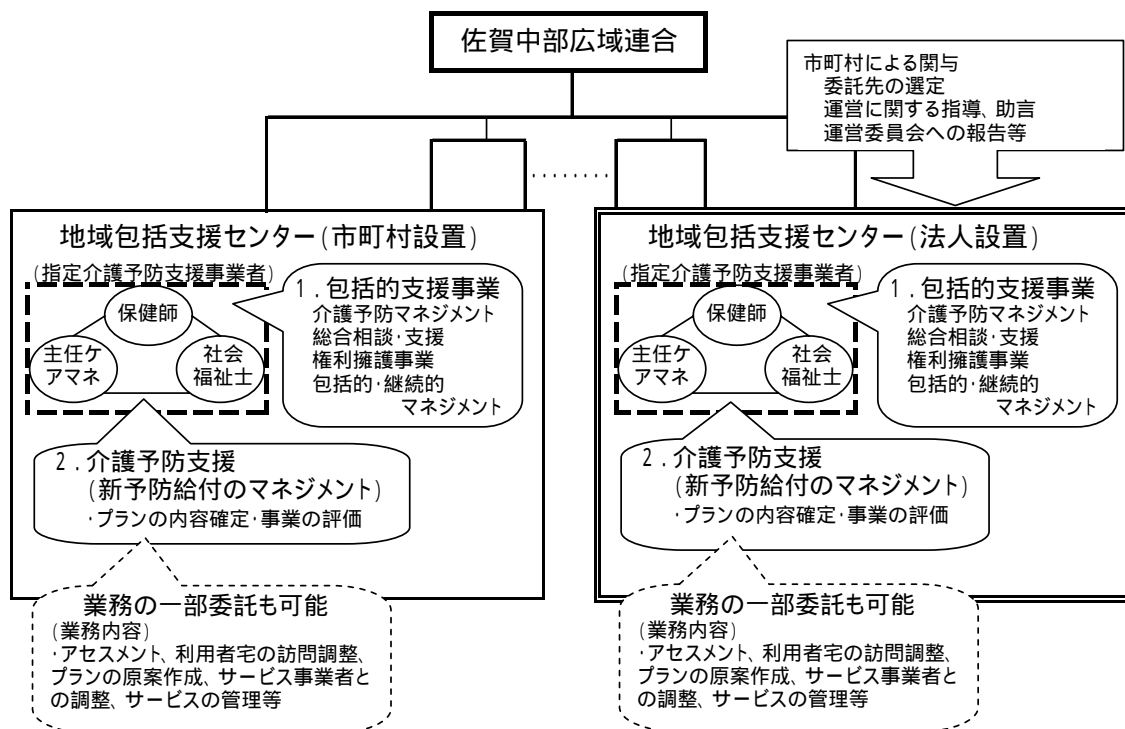 佐賀中部広域連合
市町村による関与
委託先の選定
運営に関する指導、助言
運営委員会への報告等
‥‥‥‥
地域包括支援センター(市町村設置)
(指定介護予防支援事業者)
保健師
主任ケ
アマネ
社会
福祉士
1．包括的支援事業
介護予防マネジメント
総合相談・支援
権利擁護事業
包括的・継続的
マネジメント
2．介護予防支援
(新予防給付のマネジメント)
・プランの内容確定・事業の評価
業務の一部委託も可能
(業務内容)
・アセスメント、利用者宅の訪問調整、
プランの原案作成、サービス事業者と
の調整、サービスの管理等
地域包括支援センター(法人設置)
(指定介護予防支援事業者)
保健師
主任ケ
アマネ
社会
福祉士
1．包括的支援事業
介護予防マネジメント
総合相談・支援
権利擁護事業
包括的・継続的
マネジメント
2．介護予防支援
(新予防給付のマネジメント)
・プランの内容確定・事業の評価
業務の一部委託も可能
(業務内容)
・アセスメント、利用者宅の訪問調整、
プランの原案作成、サービス事業者と
の調整、サービスの管理等